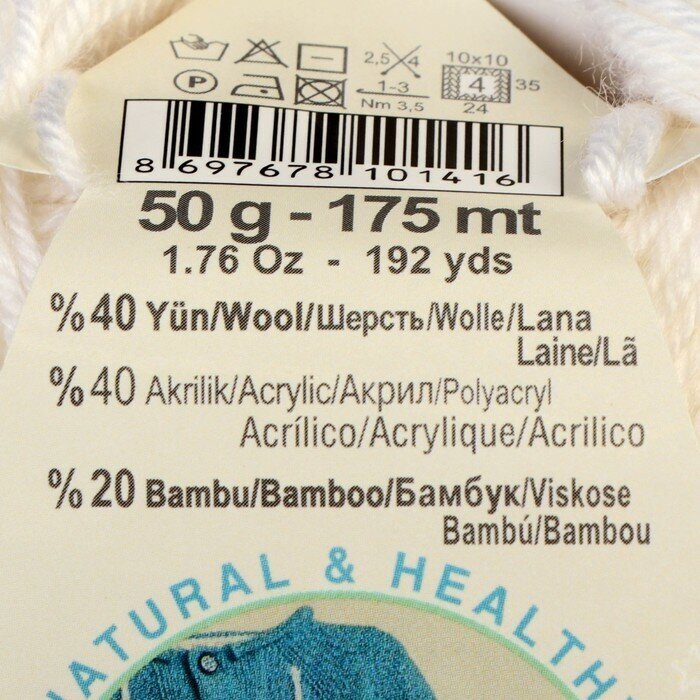 2,5 4 10x10
P 1-3 4 35
Nm 3,5 24
8 697678 101416
50 g - 175 mt
1.76 Oz - 192 yds
%40 Yün/Wool/Шерсть/Wolle/Lana
Laine/Lã
%40 Akrilik/Acrylic/Акрил/Polyacryl
Acrílico/Acrylique/Acrilico
%20 Bambu/Bamboo/Бамбук/Viskose
Bambú/Bambou
NATURAL & HEALTH